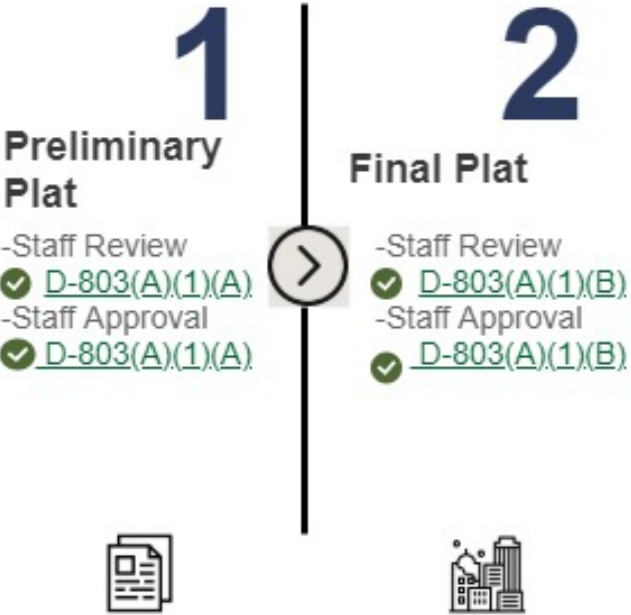 1
Preliminary
Plat
-Staff Review
D-803(A)(1)(A)
-Staff Approval
D-803(A)(1)(A)
2
Final Plat
-Staff Review
D-803(A)(1)(B)
-Staff Approval
D-803(A)(1)(B)